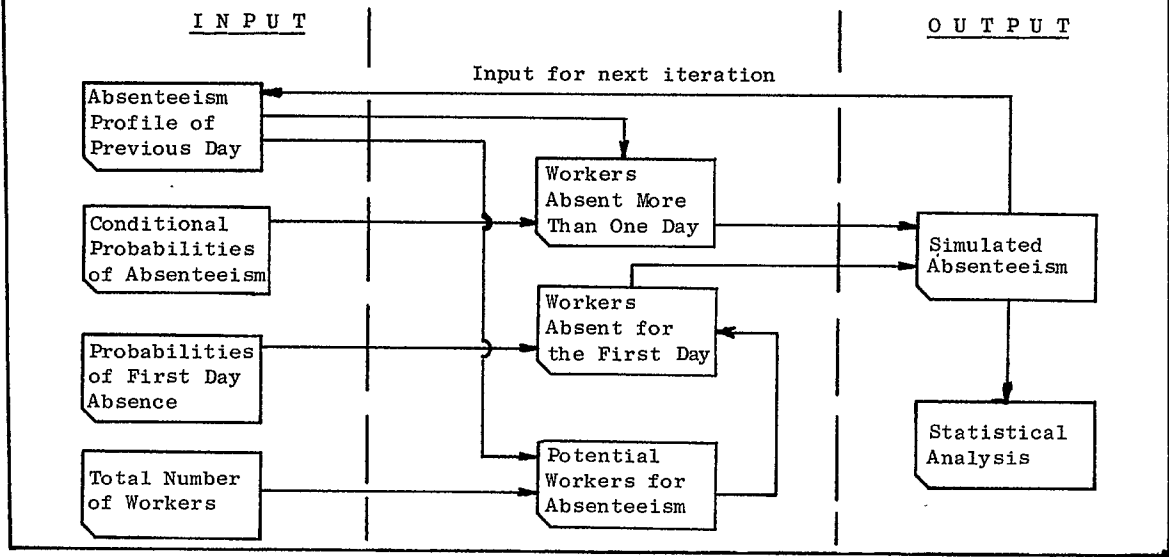 I N P U T
O U T P U T
Input for next iteration
Absenteeism
Profile of
Previous Day
Conditional
Probabilities
of Absenteeism
Probabilities
of First Day
Absence
Total Number
of Workers
Workers
Absent More
Than One Day
Workers
Absent for
the First Day
Potential
Workers for
Absenteeism
Simulated
Absenteeism
Statistical
Analysis